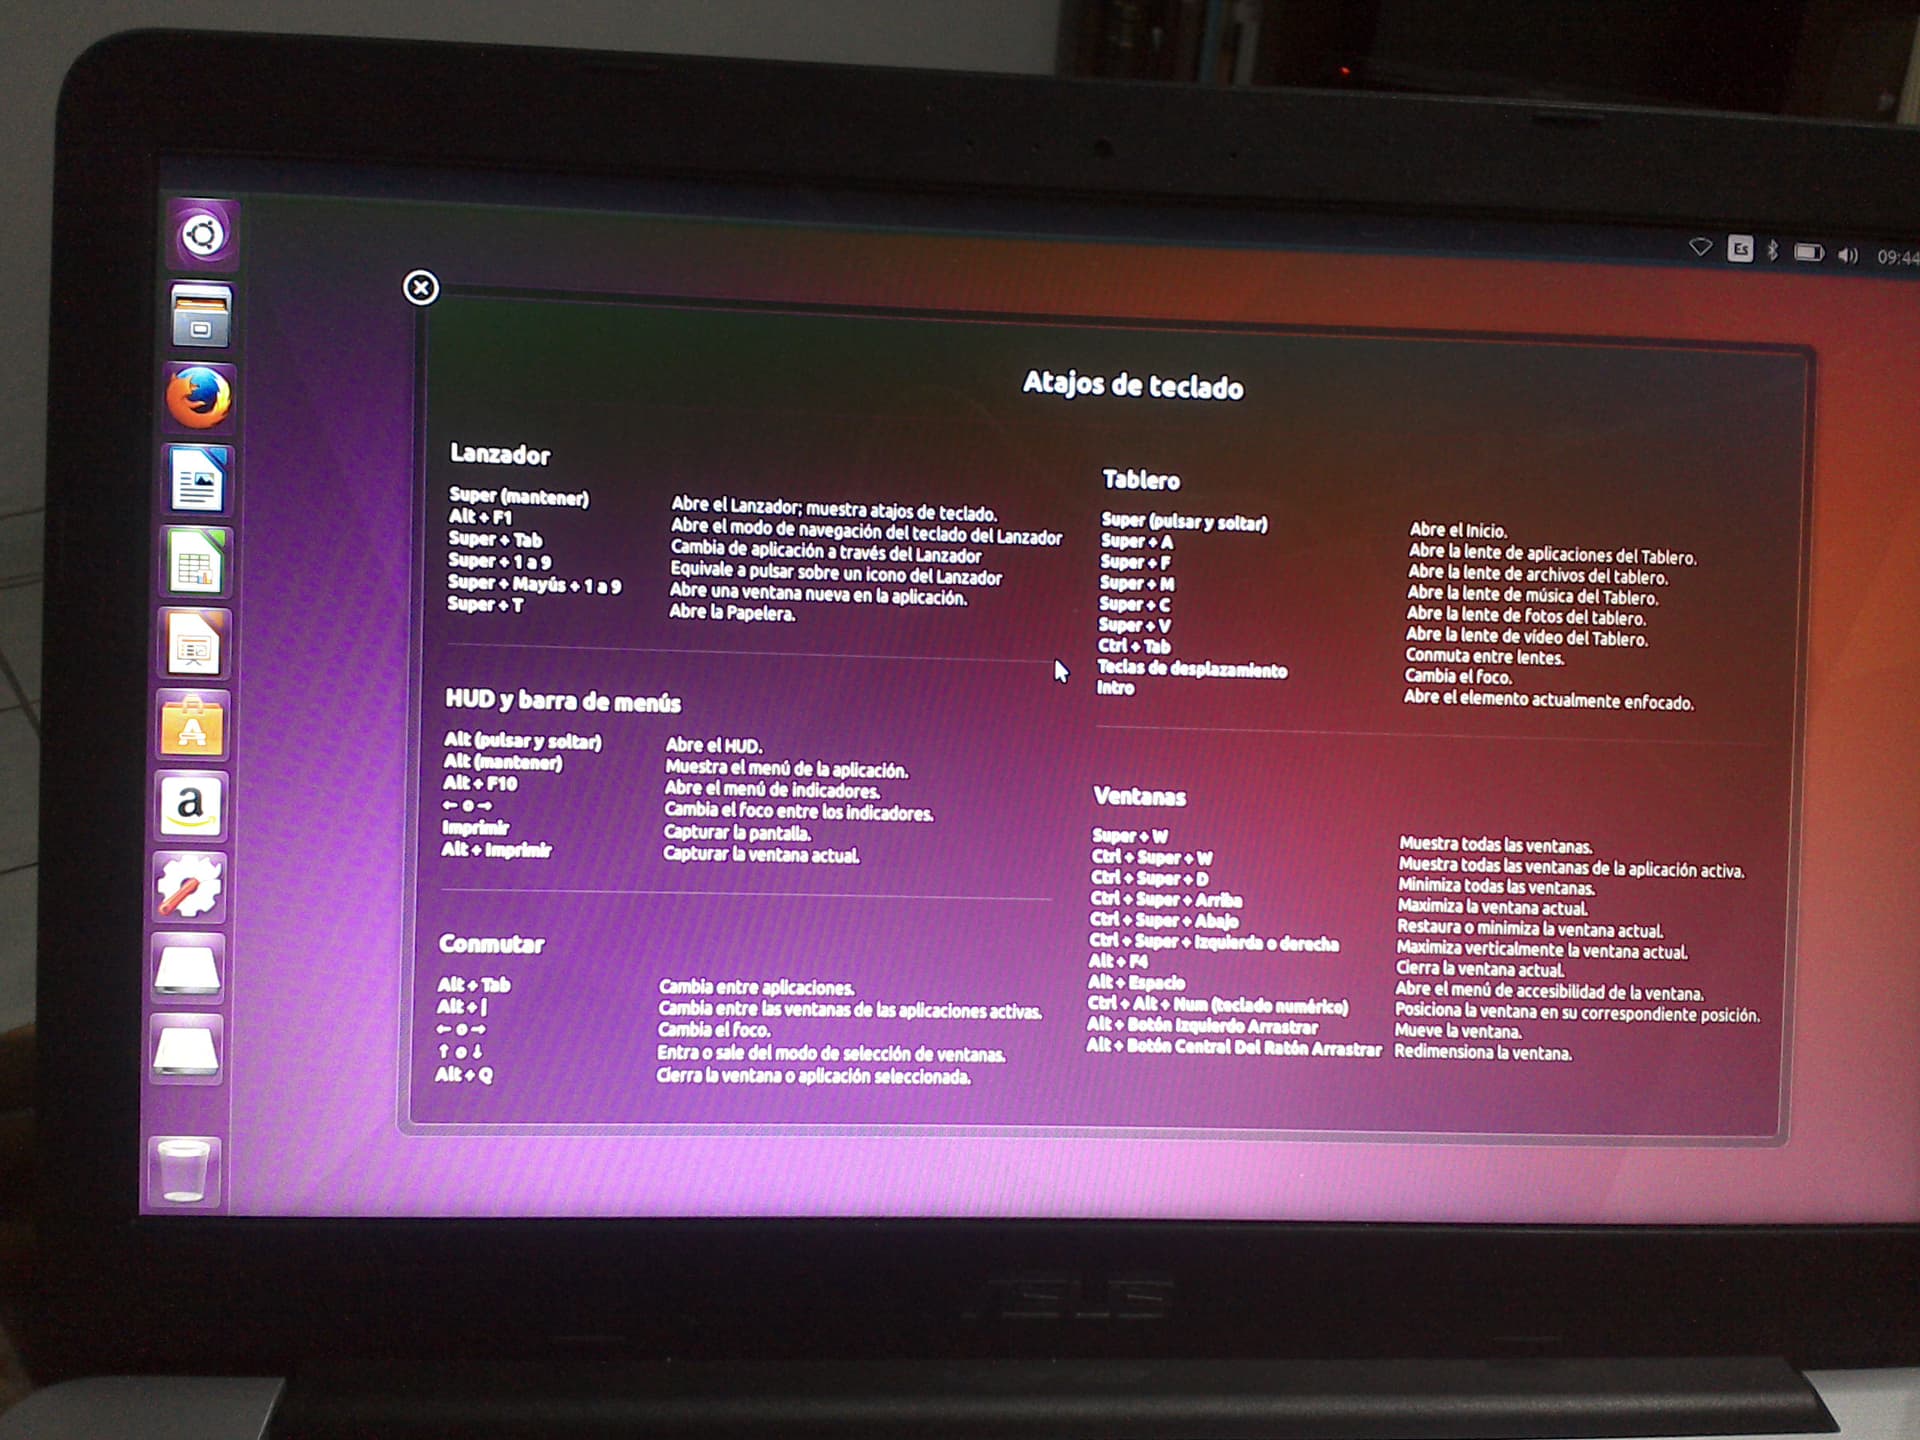 Es
09:44
Atajos de teclado
Lanzador
Super (mantener) Abre el Lanzador; muestra atajos de teclado.
Alt + F1 Abre el modo de navegación del teclado del Lanzador
Super + Tab Cambia de aplicación a través del Lanzador
Super + 1 a 9 Equivale a pulsar sobre un icono del Lanzador
Super + Mayús + 1 a 9 Abre una ventana nueva en la aplicación.
Super + T Abre la Papelera.
HUD y barra de menús
Alt (pulsar y soltar) Abre el HUD.
Alt (mantener) Muestra el menú de la aplicación.
Alt + F10 Abre el menú de indicadores.
← o → Cambia el foco entre los indicadores.
Imprimir Capturar la pantalla.
Alt + Imprimir Capturar la ventana actual.
Conmutar
Alt + Tab Cambia entre aplicaciones.
Alt + | Cambia entre las ventanas de las aplicaciones activas.
← o → Cambia el foco.
↑ o ↓ Entra o sale del modo de selección de ventanas.
Alt + Q Cierra la ventana o aplicación seleccionada.
Tablero
Super (pulsar y soltar) Abre el Inicio.
Super + A Abre la lente de aplicaciones del Tablero.
Super + F Abre la lente de archivos del tablero.
Super + M Abre la lente de música del Tablero.
Super + C Abre la lente de fotos del tablero.
Super + V Abre la lente de vídeo del Tablero.
Ctrl + Tab Conmuta entre lentes.
Teclas de desplazamiento Cambia el foco.
Intro Abre el elemento actualmente enfocado.
Ventanas
Super + W Muestra todas las ventanas.
Ctrl + Super + W Muestra todas las ventanas de la aplicación activa.
Ctrl + Super + D Minimiza todas las ventanas.
Ctrl + Super + Arriba Maximiza la ventana actual.
Ctrl + Super + Abajo Restaura o minimiza la ventana actual.
Ctrl + Super + Izquierda o derecha Maximiza verticalmente la ventana actual.
Alt + F4 Cierra la ventana actual.
Alt + Espacio Abre el menú de accesibilidad de la ventana.
Ctrl + Alt + Num (teclado numérico) Posiciona la ventana en su correspondiente posición.
Alt + Botón Izquierdo Arrastrar Mueve la ventana.
Alt + Botón Central Del Ratón Arrastrar Redimensiona la ventana.
a
ASUS